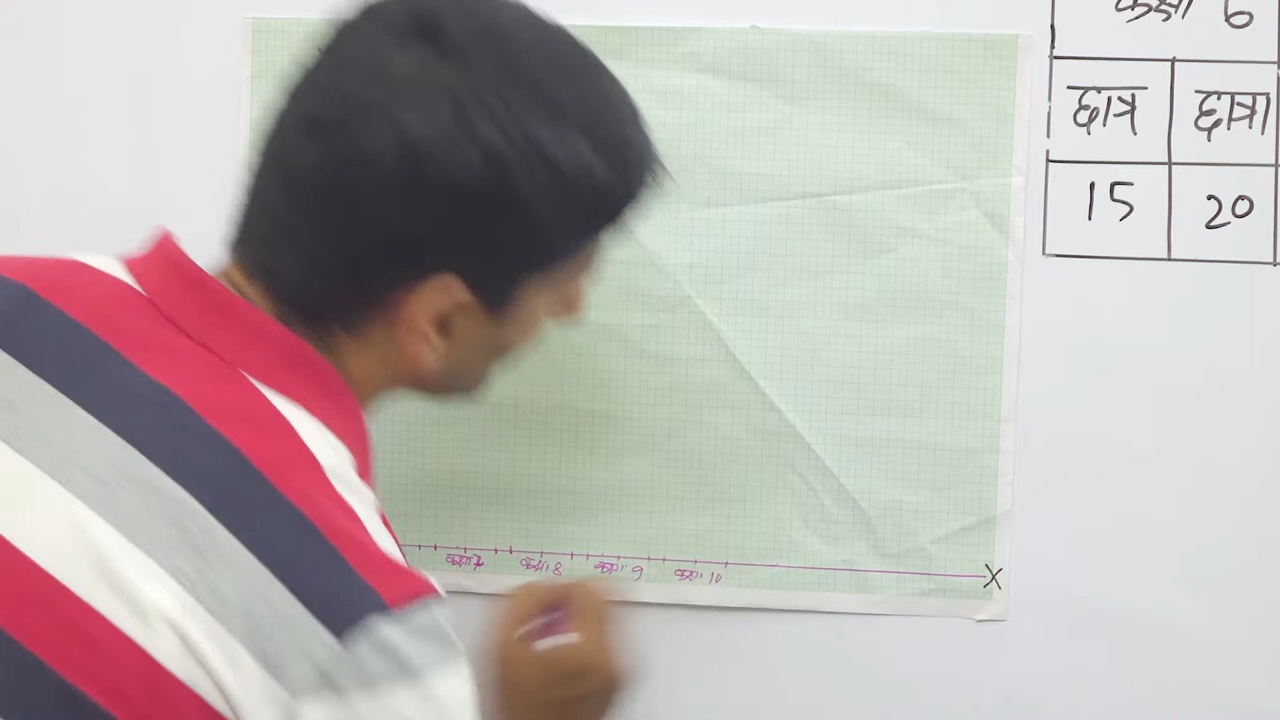 कक्षा 6
छात्र छात्रा
15 20
कक्षा 7 कक्षा 8 कक्षा 9 कक्षा 10
X